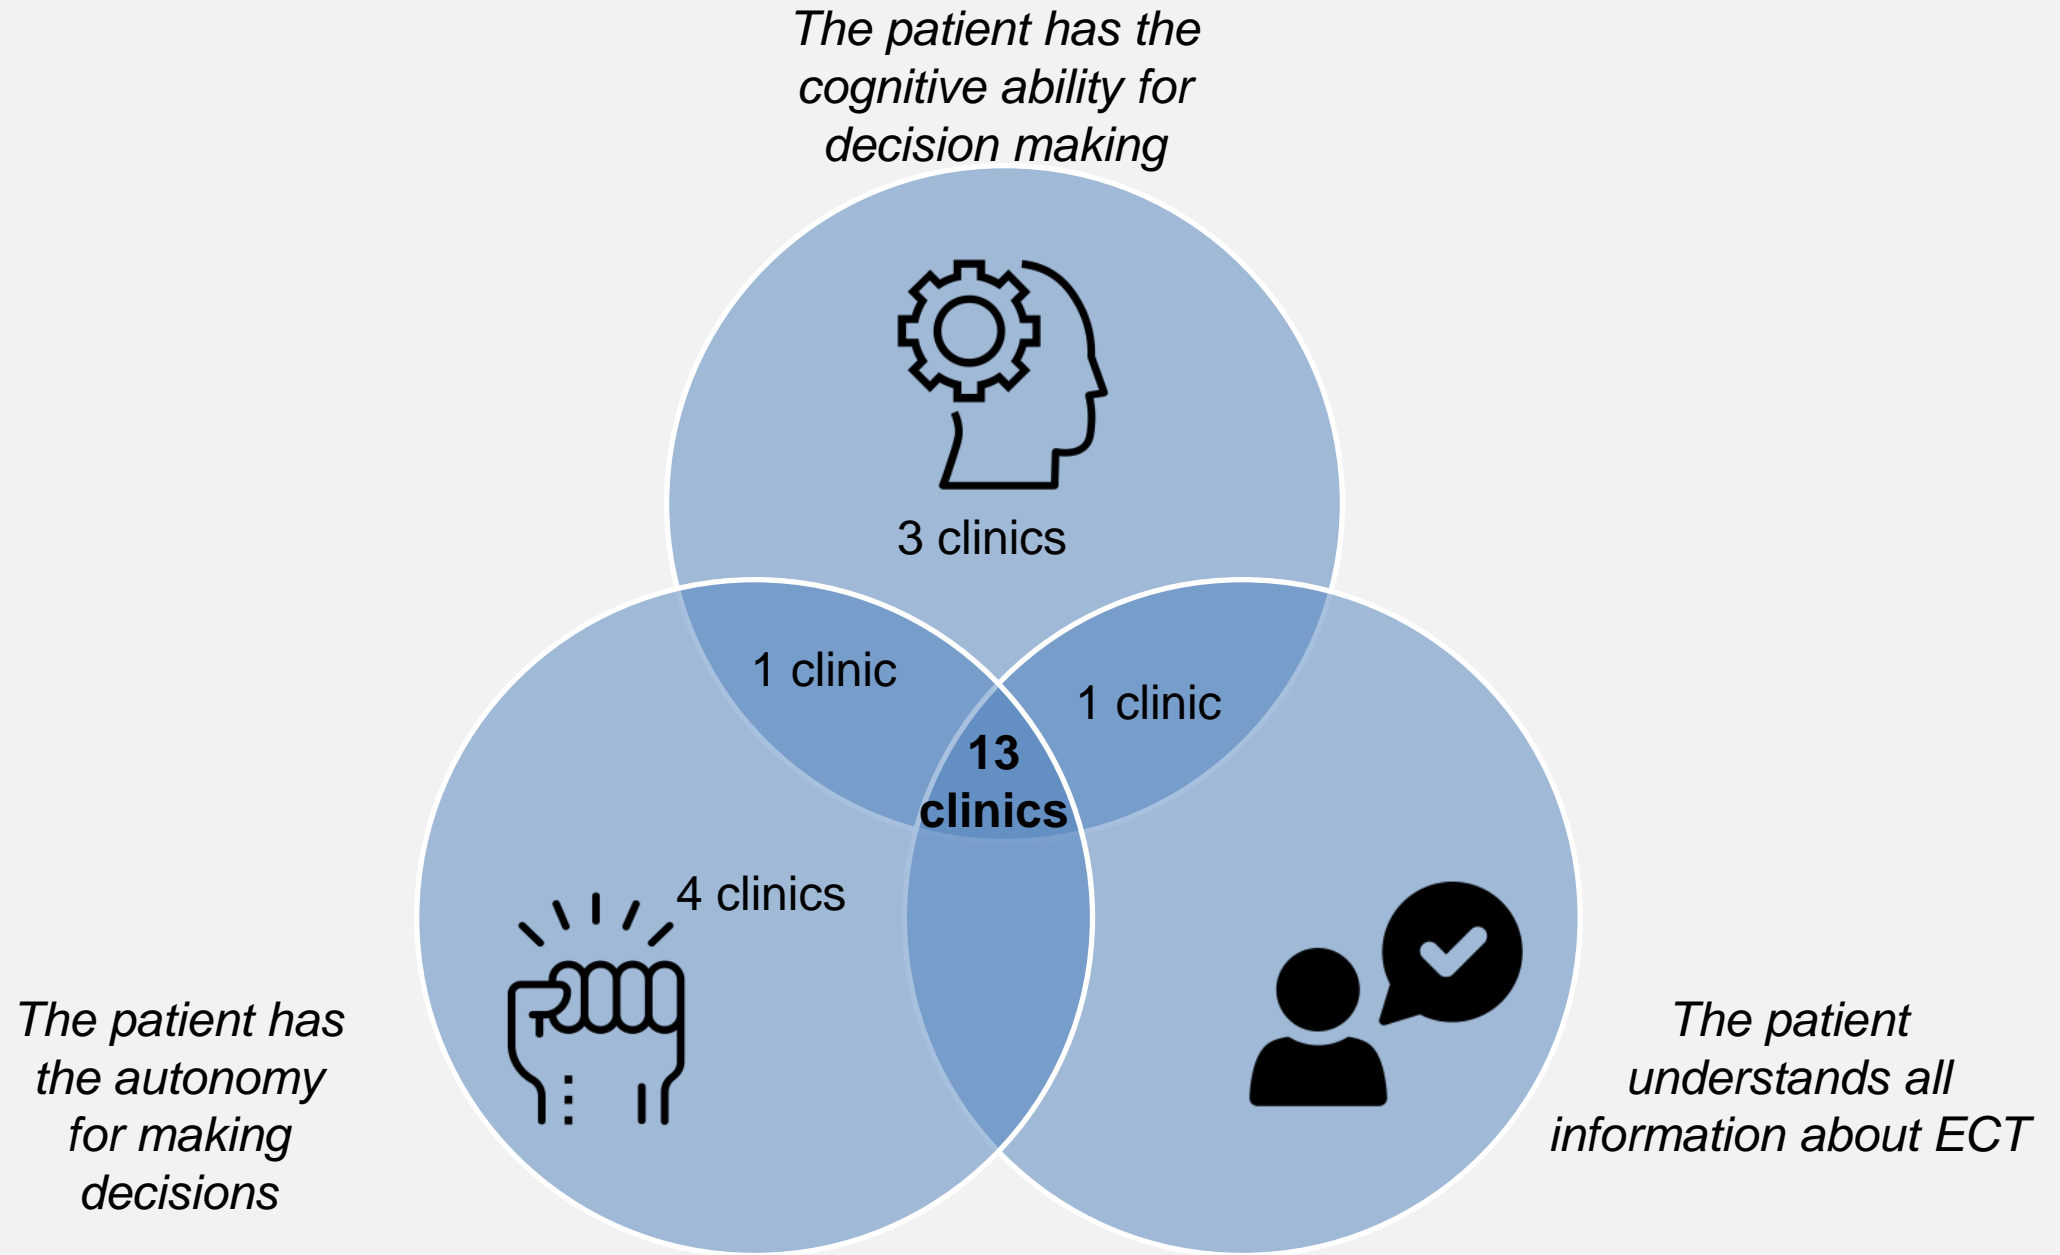 The patient has the
cognitive ability for
decision making
3 clinics
1 clinic
1 clinic
13
clinics
4 clinics
The patient has
the autonomy
for making
decisions
The patient
understands all
information about ECT